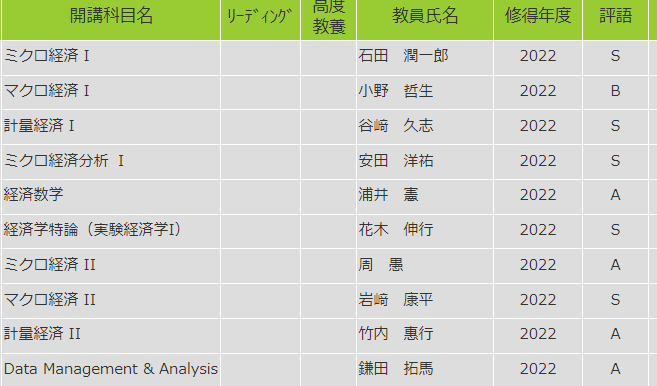 開講科目名 ﾘｰﾃﾞｨﾝｸﾞ 高度教養 教員氏名 修得年度 評語
ミクロ経済 I 石田　潤一郎 2022 S
マクロ経済 I 小野　哲生 2022 B
計量経済 I 谷﨑　久志 2022 S
ミクロ経済分析 I 安田　洋祐 2022 S
経済数学 浦井　憲 2022 A
経済学特論（実験経済学I） 花木　伸行 2022 S
ミクロ経済 II 周　愚 2022 A
マクロ経済 II 岩﨑　康平 2022 S
計量経済 II 竹内　惠行 2022 A
Data Management & Analysis 鎌田　拓馬 2022 A